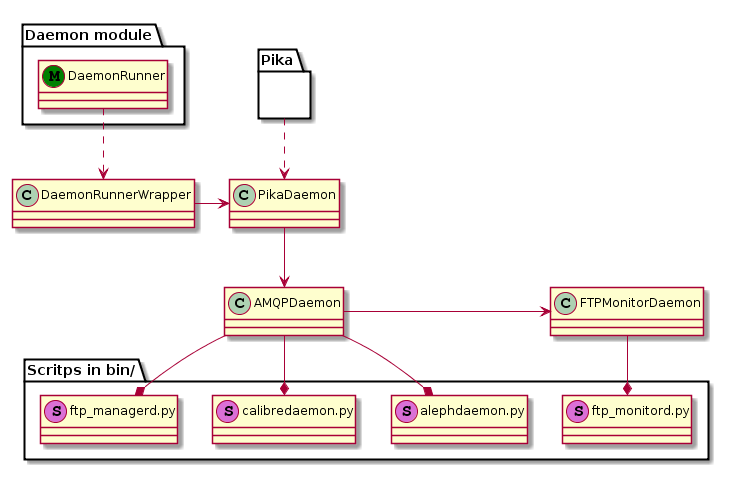 Daemon module
M DaemonRunner
Pika
C DaemonRunnerWrapper
C PikaDaemon
C AMQPDaemon
C FTPMonitorDaemon
Scritps in bin/
S ftp_managerd.py
S calibredaemon.py
S alephdaemon.py
S ftp_monitord.py